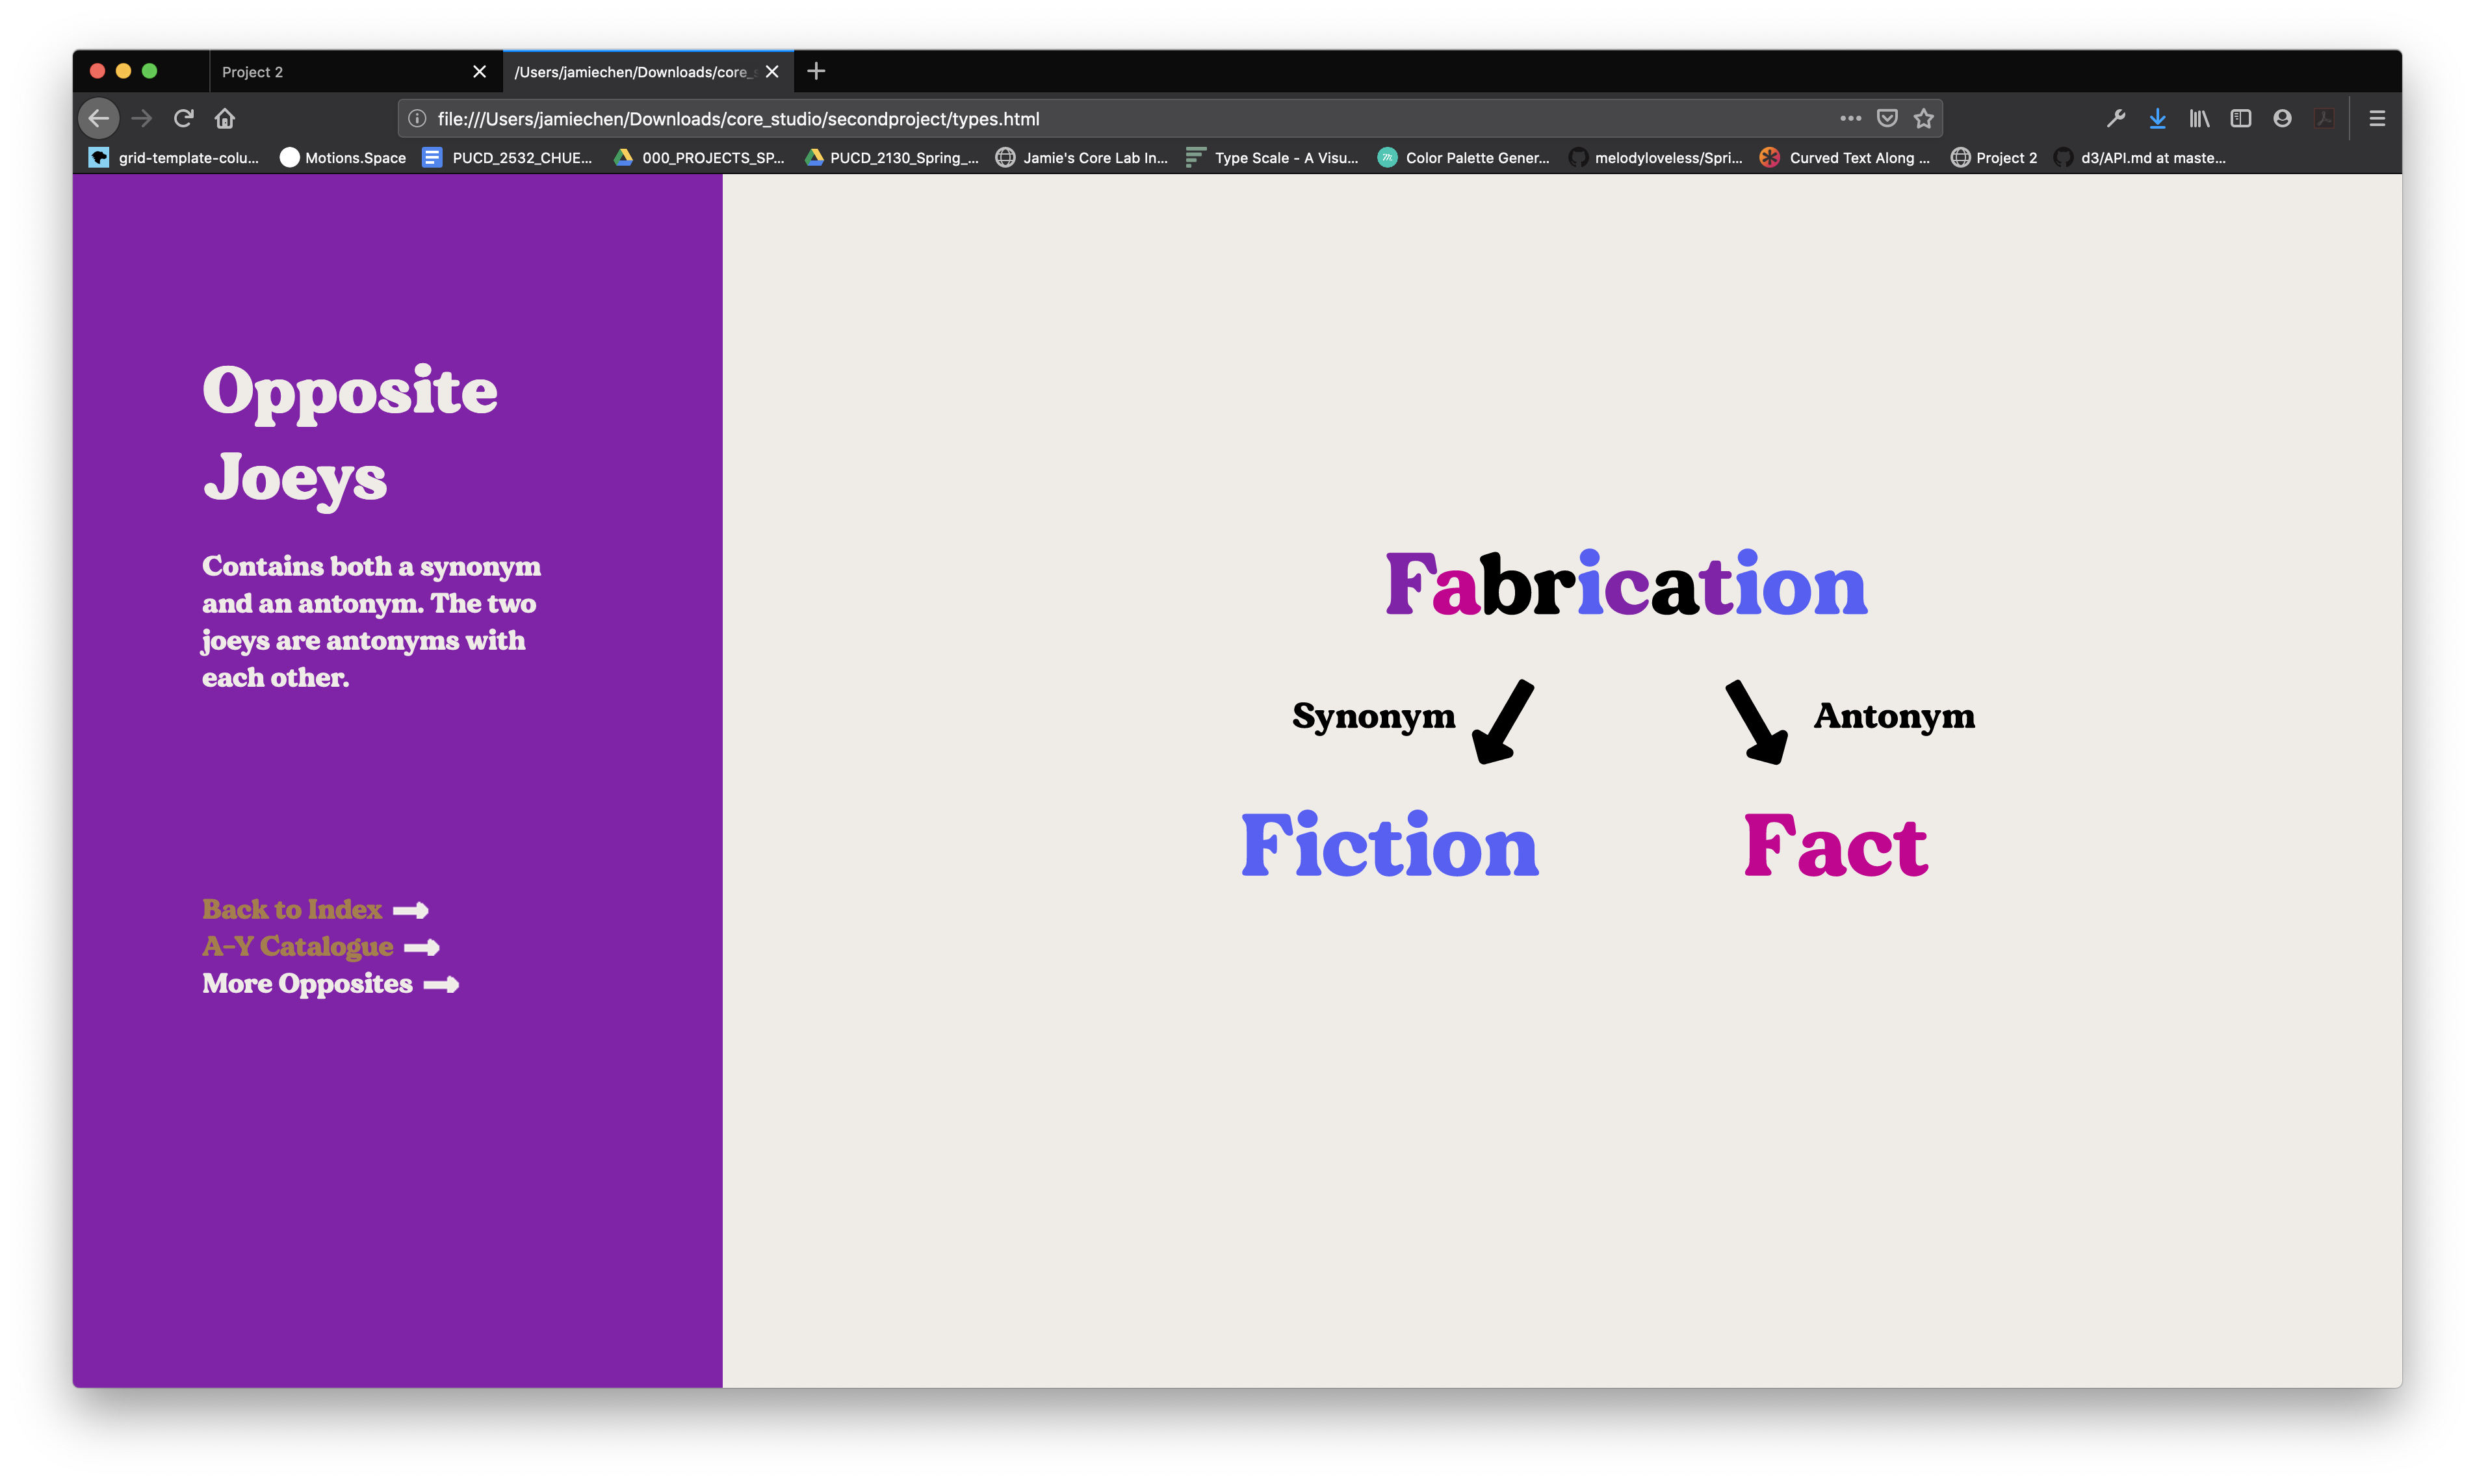 Project 2
/Users/jamiechen/Downloads/core_s
file:///Users/jamiechen/Downloads/core_studio/secondproject/types.html
grid-template-colu... Motions.Space PUCD_2532_CHUE... 000_PROJECTS_SP... PUCD_2130_Spring_... Jamie's Core Lab In... Type Scale - A Visu... Color Palette Gener... melodyloveless/Spri... Curved Text Along ... Project 2 d3/API.md at maste...
Opposite
Joeys
Contains both a synonym
and an antonym. The two
joeys are antonyms with
each other.
Back to Index
A-Y Catalogue
More Opposites
Fabrication
Synonym Antonym
Fiction Fact